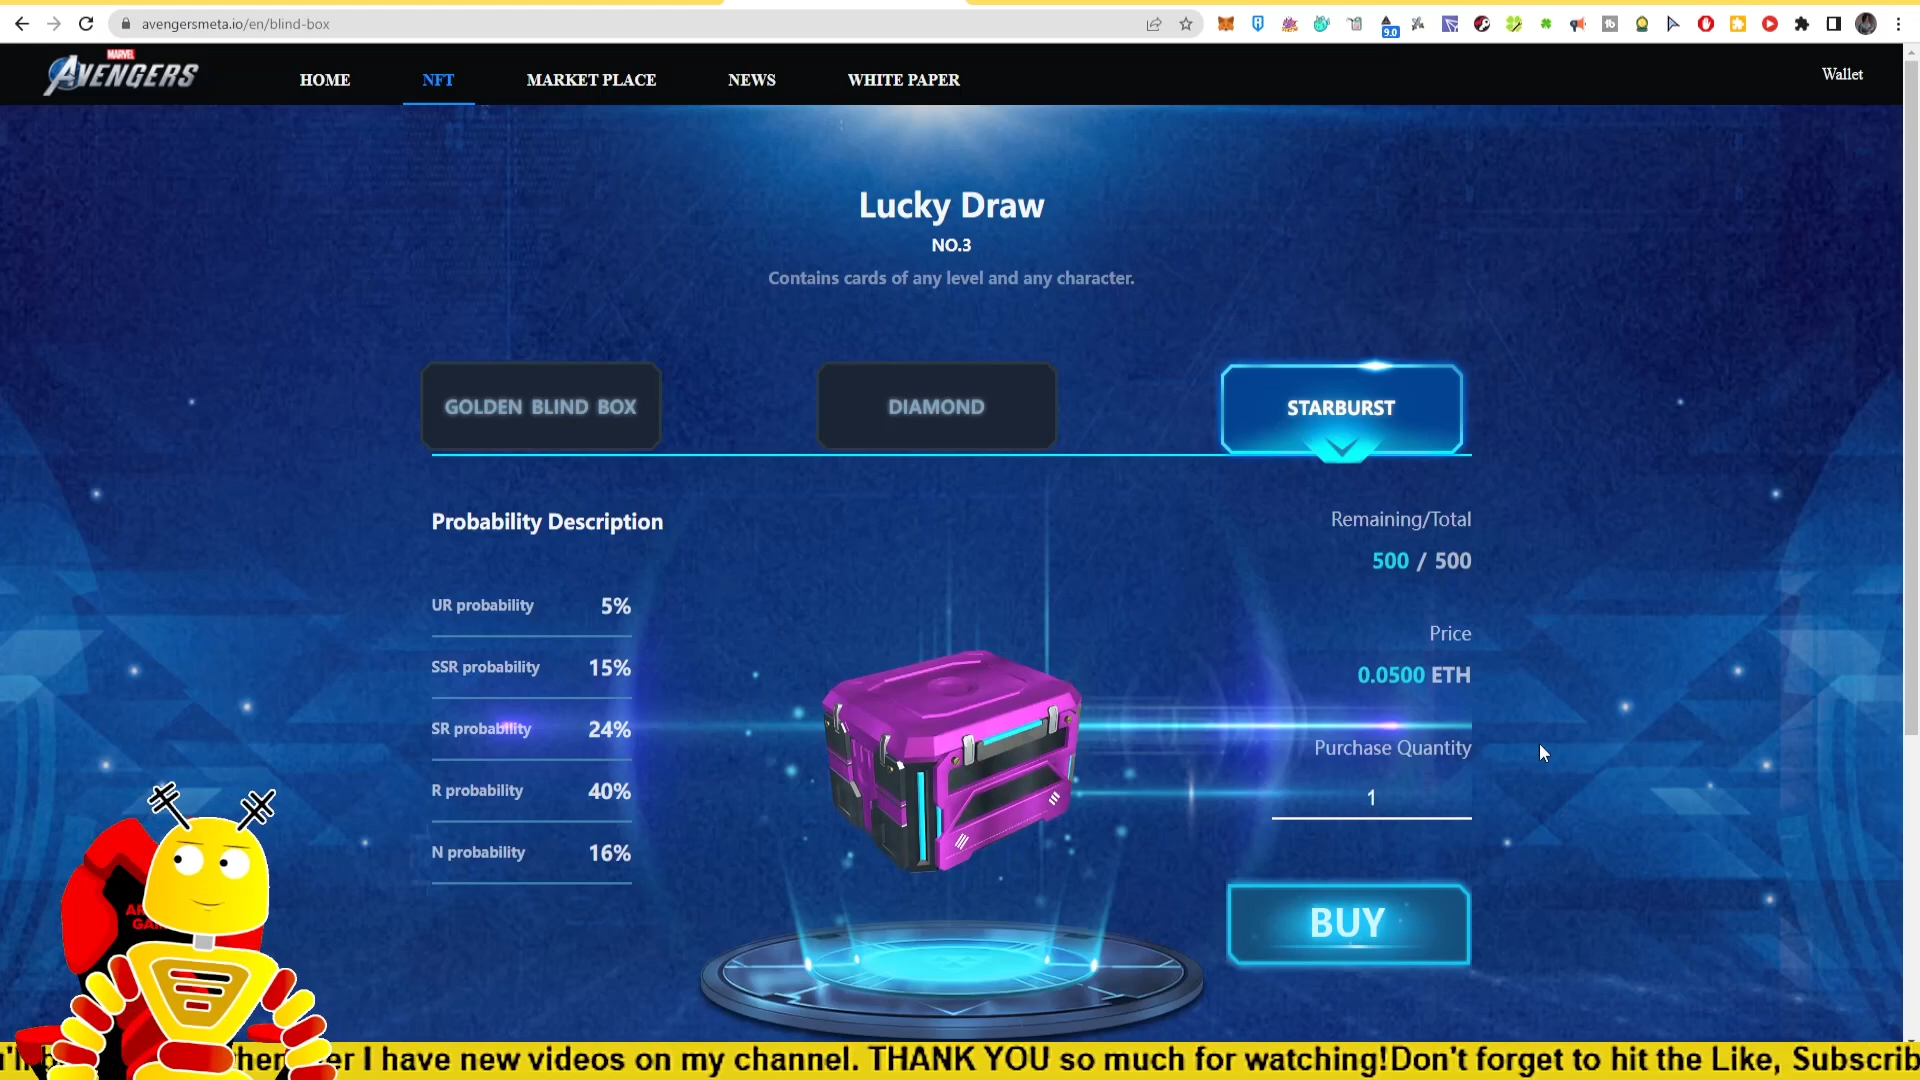 avengersmeta.io/en/blind-box
9.0
MARVEL
AVENGERS
HOME
NFT
MARKET PLACE
NEWS
WHITE PAPER
Wallet
Lucky Draw
NO.3
Contains cards of any level and any character.
GOLDEN BLIND BOX
DIAMOND
STARBURST
Probability Description
UR probability 5%
SSR probability 15%
SR probability 24%
R probability 40%
N probability 16%
Remaining/Total
500 / 500
Price
0.0500 ETH
Purchase Quantity
1
BUY
I have new videos on my channel. THANK YOU so much for watching!Don't forget to hit the Like, Subscrib